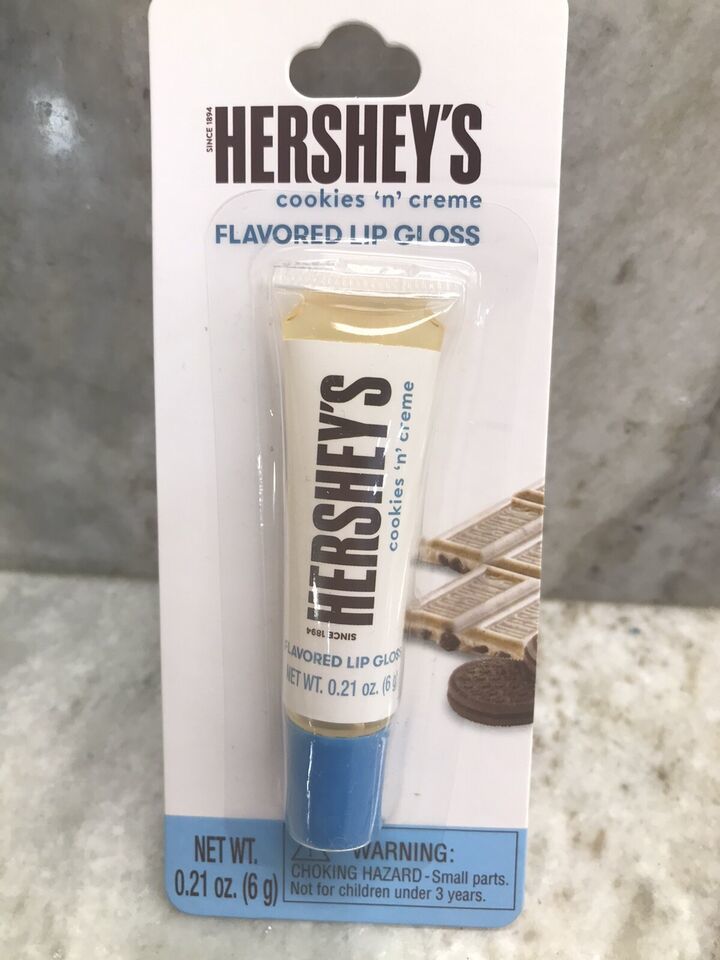 SINCE 1894
HERSHEY'S
cookies 'n' creme
FLAVORED LIP GLOSS
SINCE 1894
HERSHEY'S
cookies 'n' creme
FLAVORED LIP GLOSS
NET WT. 0.21 oz. (6 g)
NET WT.
0.21 oz. (6 g)
WARNING:
CHOKING HAZARD - Small parts.
Not for children under 3 years.